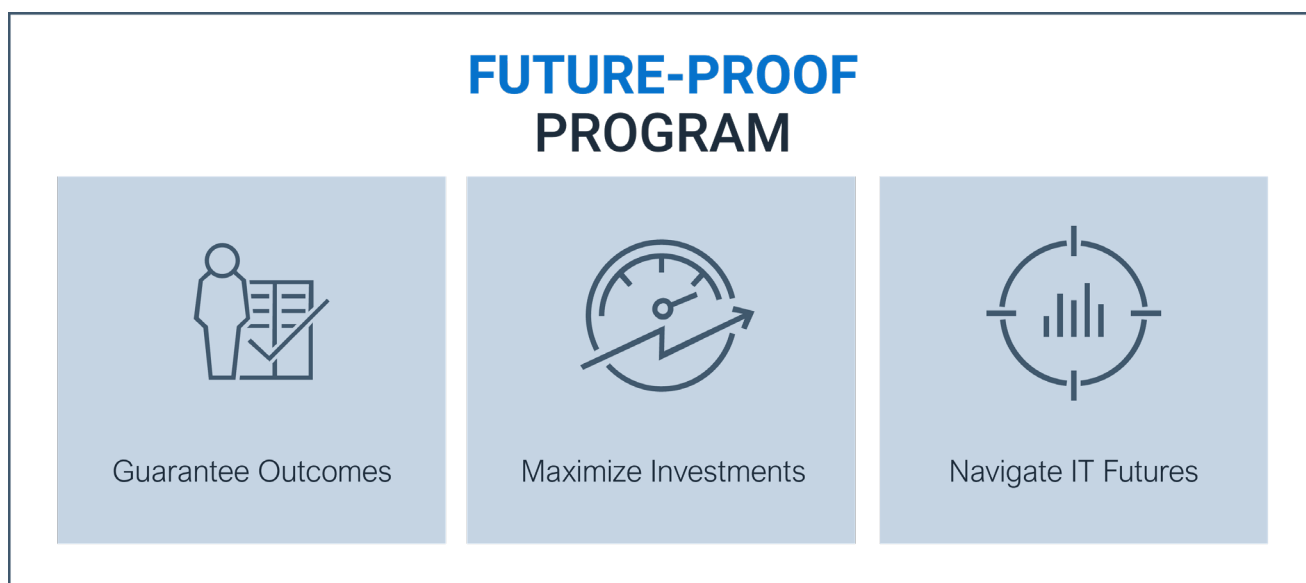 FUTURE-PROOF
PROGRAM
Guarantee Outcomes
Maximize Investments
Navigate IT Futures